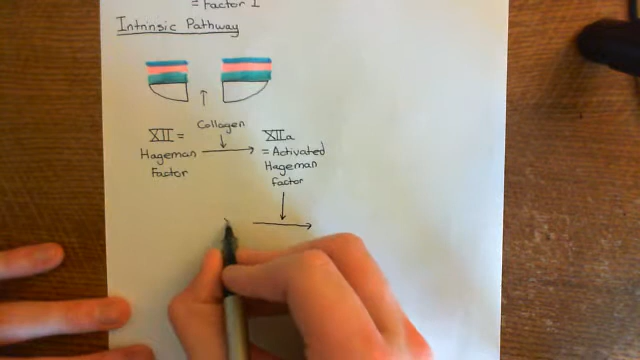 = Factor I
Intrinsic Pathway
Collagen
XII =
Hageman
Factor
XIIa
= Activated
Hageman
factor